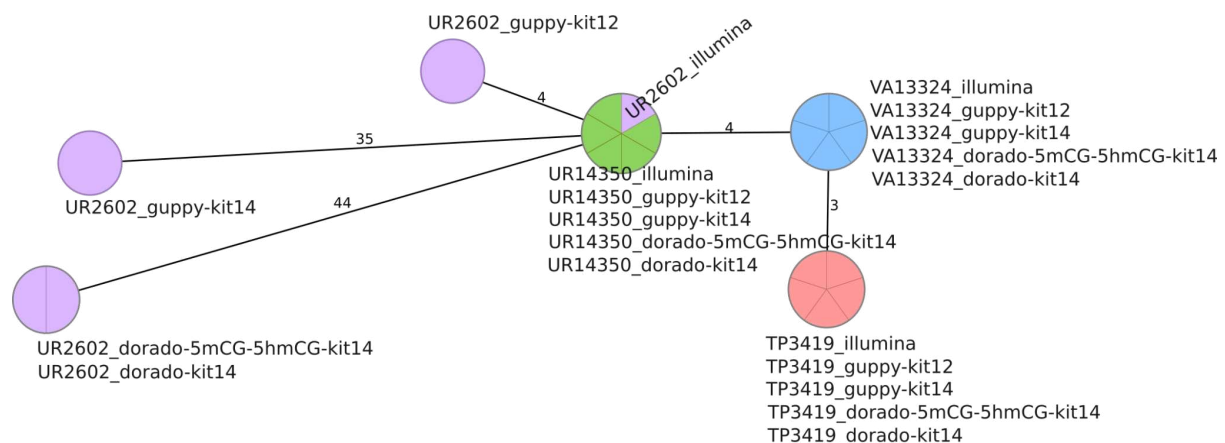 UR2602_guppy-kit12
UR2602_illumina
4
35
44
UR2602_guppy-kit14
UR2602_dorado-5mCG-5hmCG-kit14
UR2602_dorado-kit14
UR14350_illumina
UR14350_guppy-kit12
UR14350_guppy-kit14
UR14350_dorado-5mCG-5hmCG-kit14
UR14350_dorado-kit14
4
VA13324_illumina
VA13324_guppy-kit12
VA13324_guppy-kit14
VA13324_dorado-5mCG-5hmCG-kit14
VA13324_dorado-kit14
3
TP3419_illumina
TP3419_guppy-kit12
TP3419_guppy-kit14
TP3419_dorado-5mCG-5hmCG-kit14
TP3419_dorado-kit14